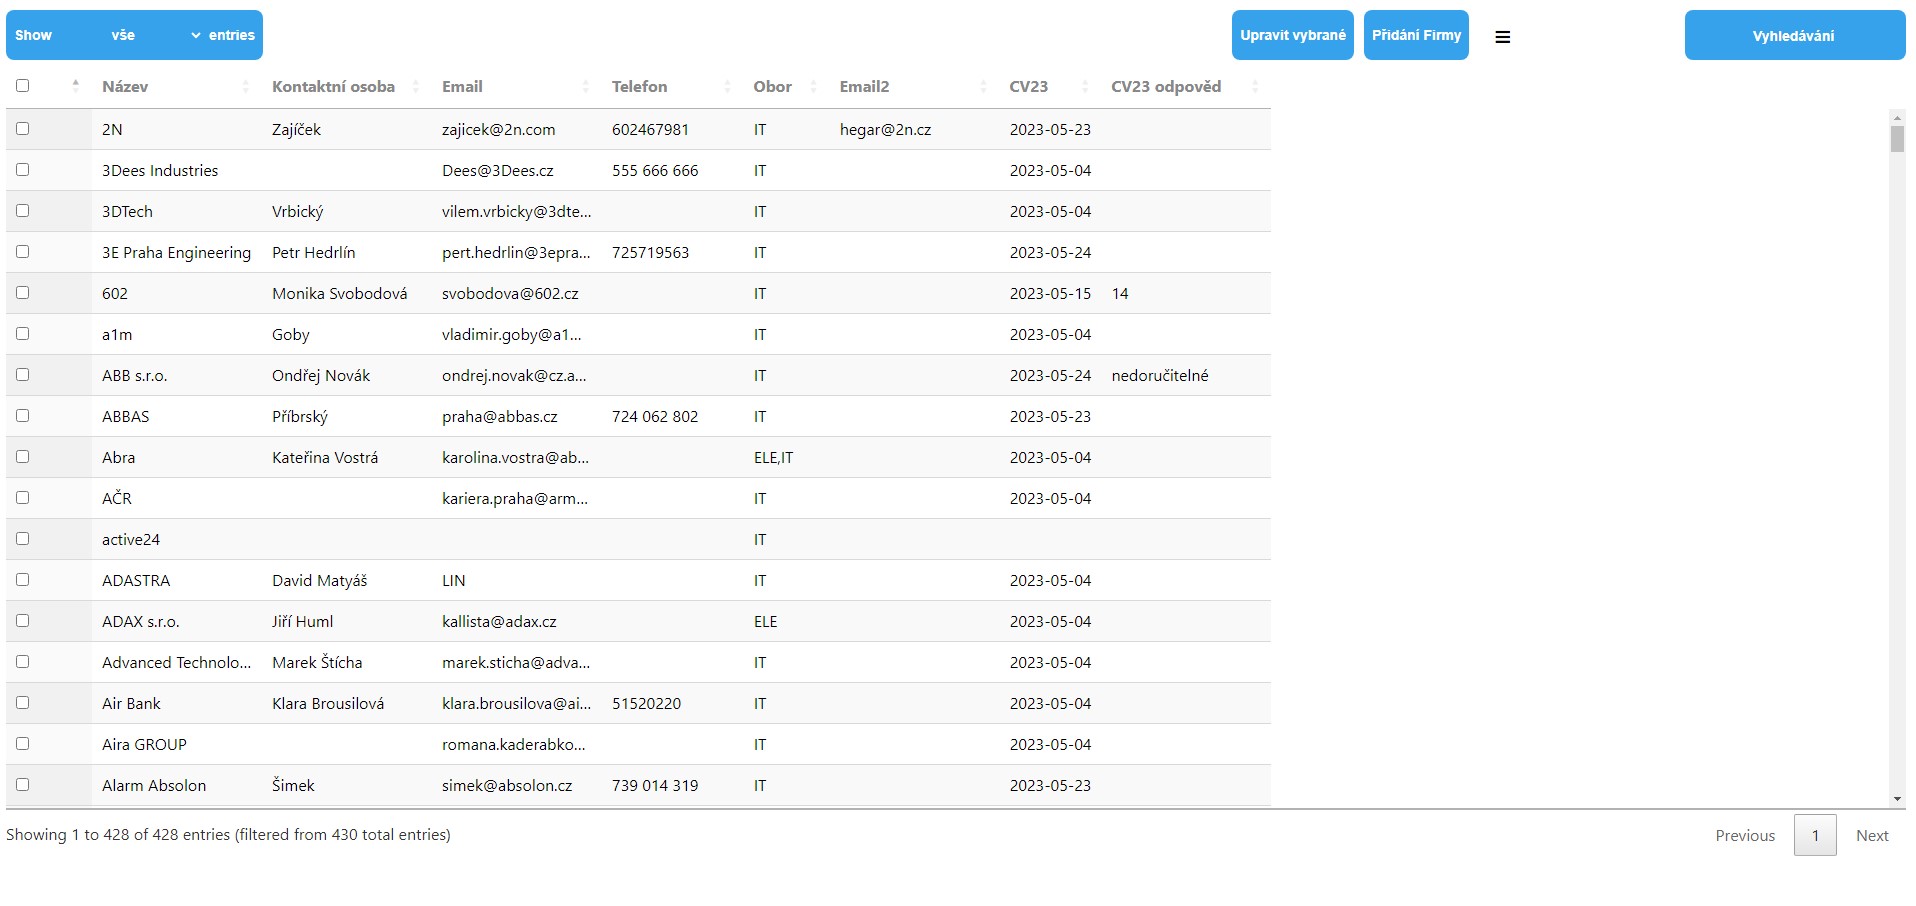 Show vše entries Upravit vybrané Přidání Firmy Vyhledávání
Název Kontaktní osoba Email Telefon Obor Email2 CV23 CV23 odpověd
2N Zajíček zajicek@2n.com 602467981 IT hegar@2n.cz 2023-05-23
3Dees Industries Dees@3Dees.cz 555 666 666 IT 2023-05-04
3DTech Vrbický vilem.vrbicky@3dte... IT 2023-05-04
3E Praha Engineering Petr Hedrlín pert.hedrlin@3epra... 725719563 IT 2023-05-24
602 Monika Svobodová svobodova@602.cz IT 2023-05-15 14
a1m Goby vladimir.goby@a1... IT 2023-05-04
ABB s.r.o. Ondřej Novák ondrej.novak@cz.a... IT 2023-05-24 nedoručitelné
ABBAS Příbrský praha@abbas.cz 724 062 802 IT 2023-05-23
Abra Kateřina Vostrá karolina.vostra@ab... ELE,IT 2023-05-04
AČR kariera.praha@arm... IT 2023-05-04
active24 IT
ADASTRA David Matyáš LIN IT 2023-05-04
ADAX s.r.o. Jiří Huml kallista@adax.cz ELE 2023-05-04
Advanced Technolo... Marek Štícha marek.sticha@adva... IT 2023-05-04
Air Bank Klara Brousilová klara.brousilova@ai... 51520220 IT 2023-05-04
Aira GROUP romana.kaderabko... IT 2023-05-04
Alarm Absolon Šimek simek@absolon.cz 739 014 319 IT 2023-05-23
Showing 1 to 428 of 428 entries (filtered from 430 total entries) Previous 1 Next